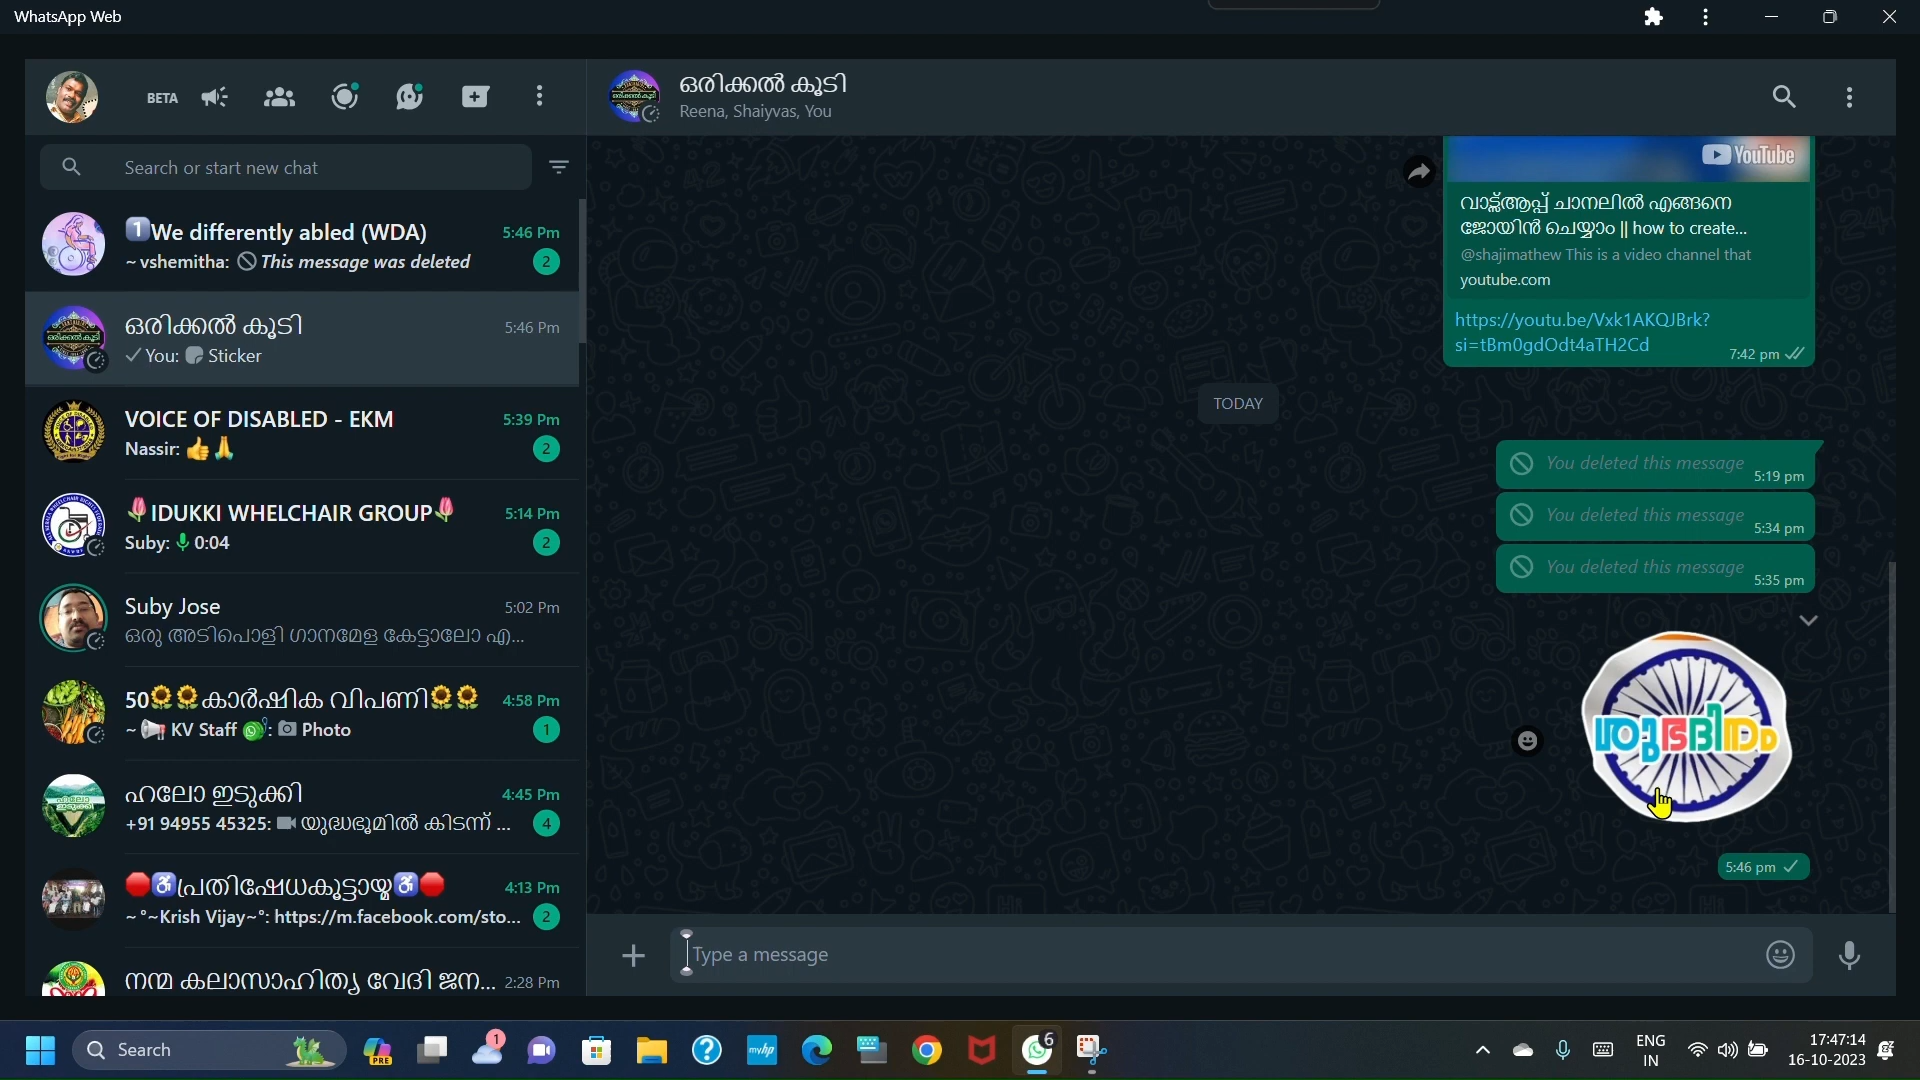 WhatsApp Web
BETA
Search or start new chat
1 We differently abled (WDA)
5:46 Pm
~ vshemitha: This message was deleted
2
ഒരിക്കൽ കൂടി
5:46 Pm
You: Sticker
VOICE OF DISABLED - EKM
5:39 Pm
Nassir: 👍🙏
2
🌷IDUKKI WHELCHAIR GROUP🌷
5:14 Pm
Suby: 0:04
2
Suby Jose
5:02 Pm
ഒരു അടിപൊളി ഗാനമേള കേട്ടാലോ എ...
50🌻🌻കാർഷിക വിപണി🌻🌻
4:58 Pm
~ KV Staff : Photo
1
ഹലോ ഇടുക്കി
4:45 Pm
+91 94955 45325: യുദ്ധഭൂമിൽ കിടന്ന് ...
4
🛑♿പ്രതിഷേധകൂട്ടായ്മ♿🛑
4:13 Pm
~ °~Krish Vijay~°: https://m.facebook.com/sto...
2
നന്മ കലാസാഹിത്യ വേദി ജന...
2:28 Pm
ഒരിക്കൽ കൂടി
Reena, Shaiyvas, You
YouTube
വാട്ട്സ്ആപ്പ് ചാനലിൽ എങ്ങനെ
ജോയിൻ ചെയ്യാം || how to create...
@shajimathew This is a video channel that
youtube.com
https://youtu.be/Vxk1AKQJBrk?
si=tBm0gdOdt4aTH2Cd
7:42 pm
TODAY
You deleted this message
5:19 pm
You deleted this message
5:34 pm
You deleted this message
5:35 pm
5:46 pm
Type a message
Search
PRE
1
myhp
6
ENG
IN
17:47:14
16-10-2023